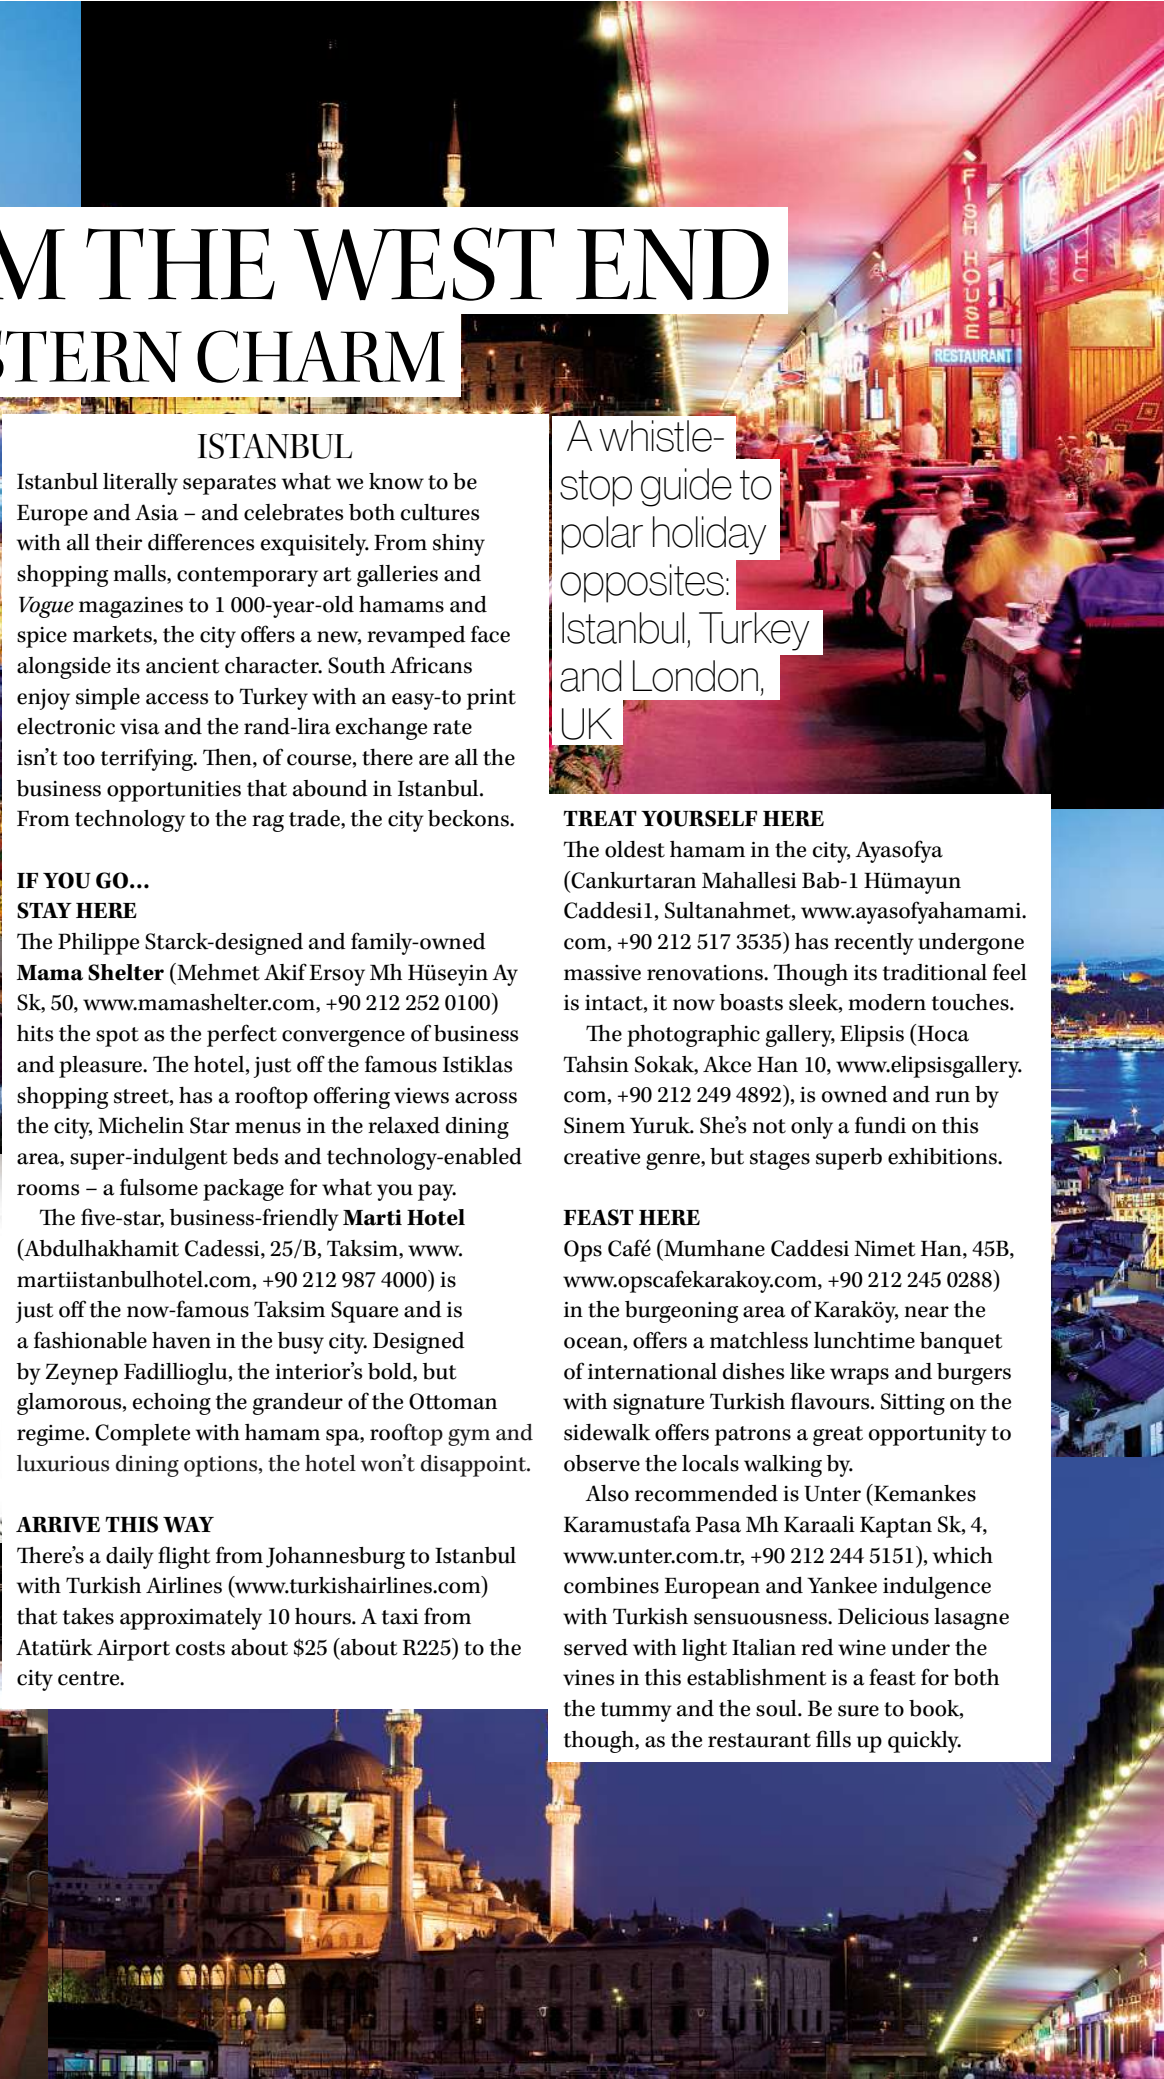 M THE WEST END
STERN CHARM
ISTANBUL
Istanbul literally separates what we know to be
Europe and Asia – and celebrates both cultures
with all their differences exquisitely. From shiny
shopping malls, contemporary art galleries and
Vogue magazines to 1 000-year-old hamams and
spice markets, the city offers a new, revamped face
alongside its ancient character. South Africans
enjoy simple access to Turkey with an easy-to print
electronic visa and the rand-lira exchange rate
isn't too terrifying. Then, of course, there are all the
business opportunities that abound in Istanbul.
From technology to the rag trade, the city beckons.
IF YOU GO...
STAY HERE
The Philippe Starck-designed and family-owned
Mama Shelter (Mehmet Akif Ersoy Mh Hüseyin Ay
Sk, 50, www.mamashelter.com, +90 212 252 0100)
hits the spot as the perfect convergence of business
and pleasure. The hotel, just off the famous Istiklas
shopping street, has a rooftop offering views across
the city, Michelin Star menus in the relaxed dining
area, super-indulgent beds and technology-enabled
rooms – a fulsome package for what you pay.
The five-star, business-friendly Marti Hotel
(Abdulhakhamit Cadessi, 25/B, Taksim, www.
martiistanbulhotel.com, +90 212 987 4000) is
just off the now-famous Taksim Square and is
a fashionable haven in the busy city. Designed
by Zeynep Fadillioglu, the interior's bold, but
glamorous, echoing the grandeur of the Ottoman
regime. Complete with hamam spa, rooftop gym and
luxurious dining options, the hotel won't disappoint.
ARRIVE THIS WAY
There's a daily flight from Johannesburg to Istanbul
with Turkish Airlines (www.turkishairlines.com)
that takes approximately 10 hours. A taxi from
Atatürk Airport costs about $25 (about R225) to the
city centre.
A whistle-
stop guide to
polar holiday
opposites:
Istanbul, Turkey
and London,
UK
TREAT YOURSELF HERE
The oldest hamam in the city, Ayasofya
(Cankurtaran Mahallesi Bab-1 Hümayun
Caddesi1, Sultanahmet, www.ayasofyahamami.
com, +90 212 517 3535) has recently undergone
massive renovations. Though its traditional feel
is intact, it now boasts sleek, modern touches.
The photographic gallery, Elipsis (Hoca
Tahsin Sokak, Akce Han 10, www.elipsisgallery.
com, +90 212 249 4892), is owned and run by
Sinem Yuruk. She's not only a fundi on this
creative genre, but stages superb exhibitions.
FEAST HERE
Ops Café (Mumhane Caddesi Nimet Han, 45B,
www.opscafekarakoy.com, +90 212 245 0288)
in the burgeoning area of Karaköy, near the
ocean, offers a matchless lunchtime banquet
of international dishes like wraps and burgers
with signature Turkish flavours. Sitting on the
sidewalk offers patrons a great opportunity to
observe the locals walking by.
Also recommended is Unter (Kemankes
Karamustafa Pasa Mh Karaali Kaptan Sk, 4,
www.unter.com.tr, +90 212 244 5151), which
combines European and Yankee indulgence
with Turkish sensuousness. Delicious lasagne
served with light Italian red wine under the
vines in this establishment is a feast for both
the tummy and the soul. Be sure to book,
though, as the restaurant fills up quickly.
FISH HOUSE
RESTAURANT
YILDIZ